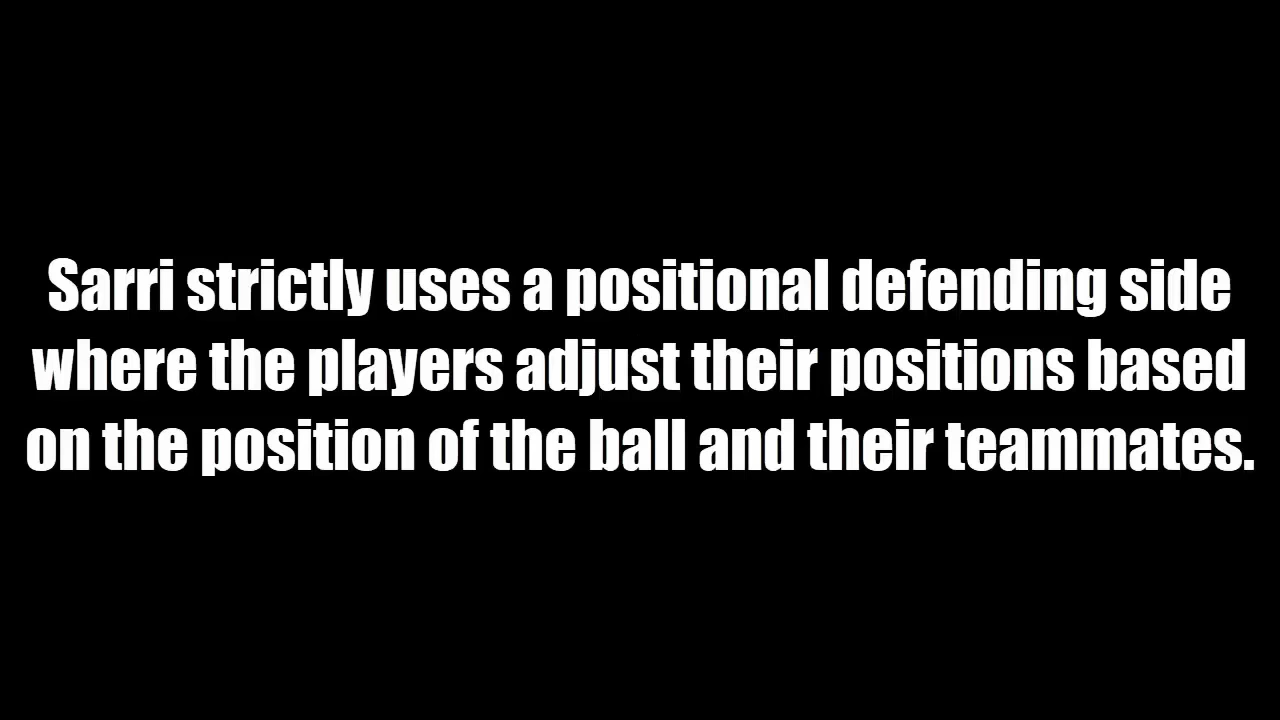 Sarri strictly uses a positional defending side
where the players adjust their positions based
on the position of the ball and their teammates.